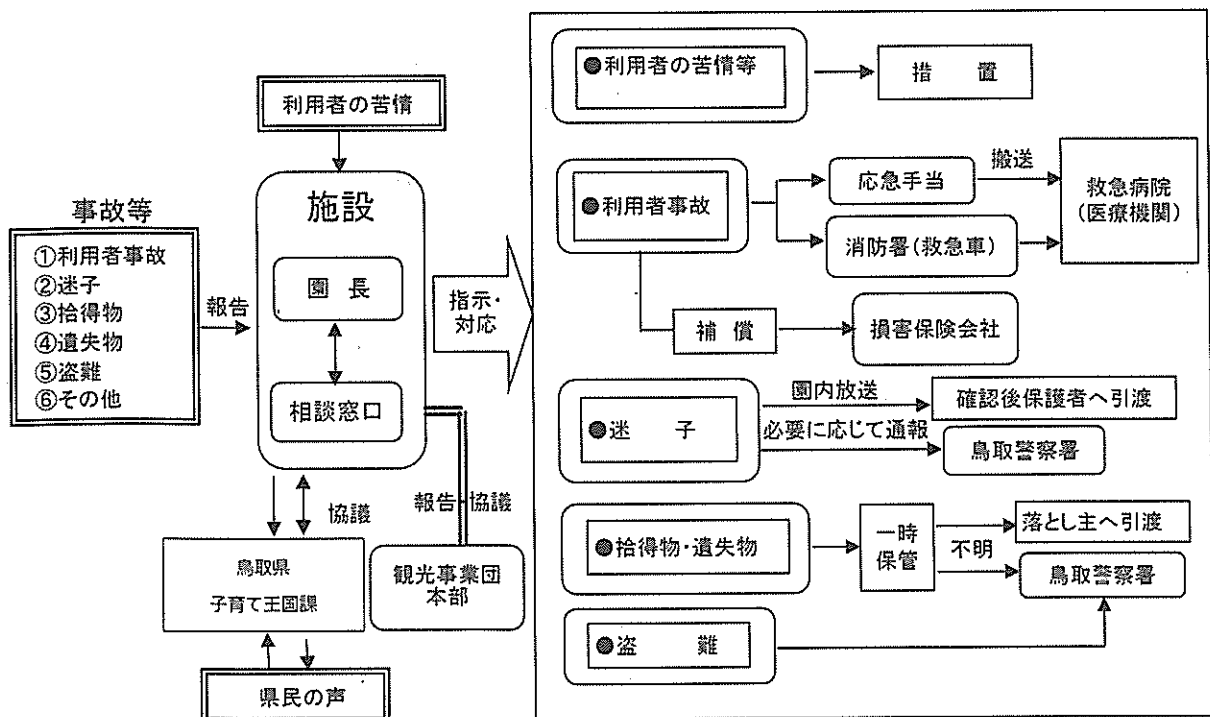 利用者の苦情
事故等
①利用者事故
②迷子
③拾得物
④遺失物
⑤盗難
⑥その他
報告
施設
園 長
相談窓口
指示・
対応
協議
報告・協議
鳥取県
子育て王国課
観光事業団
本部
県民の声
●利用者の苦情等
措 置
●利用者事故
応急手当
搬送
消防署(救急車)
救急病院
(医療機関)
補 償
損害保険会社
●迷 子
園内放送
確認後保護者へ引渡
必要に応じて通報
鳥取警察署
●拾得物・遺失物
一時
保管
落とし主へ引渡
不明
鳥取警察署
●盗 難